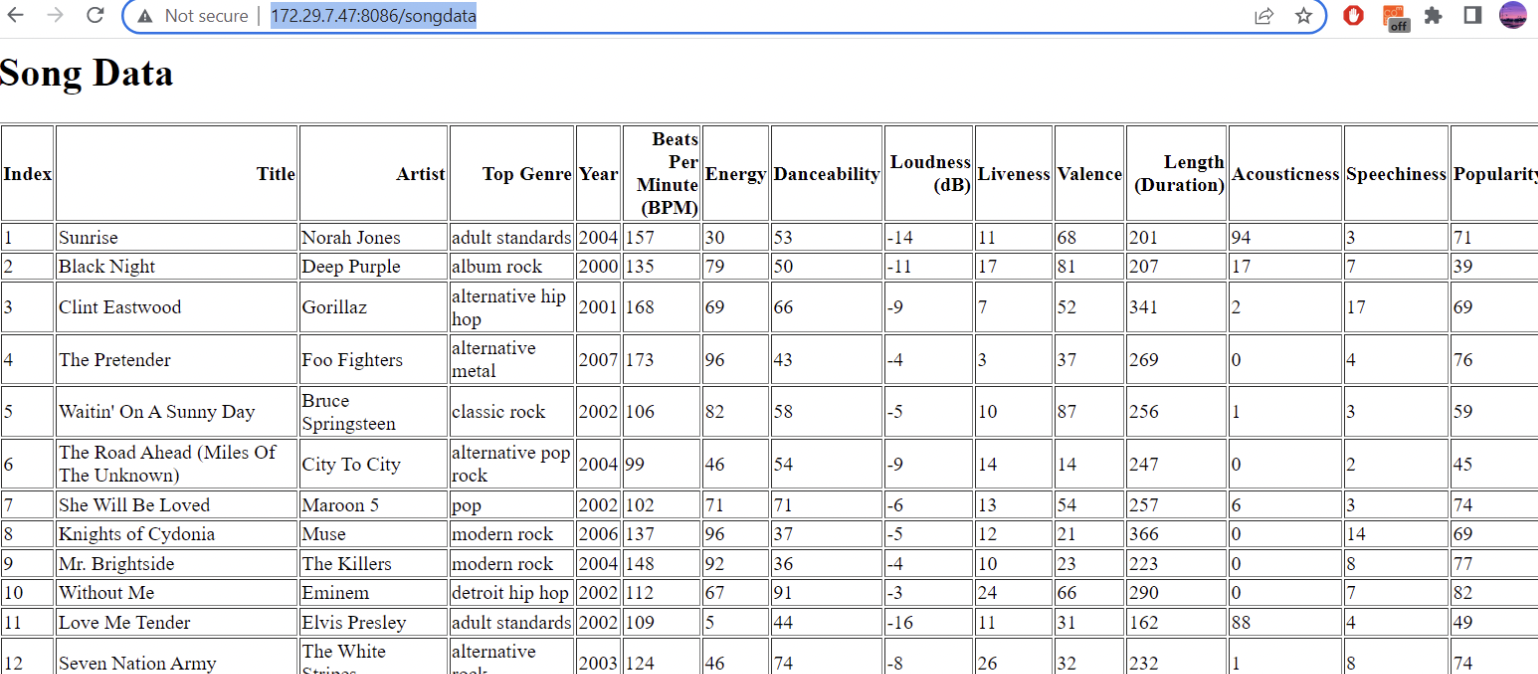 Not secure | 172.29.7.47:8086/songdata
off
Song Data
Index Title Artist Top Genre Year Beats Per Minute (BPM) Energy Danceability Loudness (dB) Liveness Valence Length (Duration) Acousticness Speechiness Popularity
1 Sunrise Norah Jones adult standards 2004 157 30 53 -14 11 68 201 94 3 71
2 Black Night Deep Purple album rock 2000 135 79 50 -11 17 81 207 17 7 39
3 Clint Eastwood Gorillaz alternative hip hop 2001 168 69 66 -9 7 52 341 2 17 69
4 The Pretender Foo Fighters alternative metal 2007 173 96 43 -4 3 37 269 0 4 76
5 Waitin' On A Sunny Day Bruce Springsteen classic rock 2002 106 82 58 -5 10 87 256 1 3 59
6 The Road Ahead (Miles Of The Unknown) City To City alternative pop rock 2004 99 46 54 -9 14 14 247 0 2 45
7 She Will Be Loved Maroon 5 pop 2002 102 71 71 -6 13 54 257 6 3 74
8 Knights of Cydonia Muse modern rock 2006 137 96 37 -5 12 21 366 0 14 69
9 Mr. Brightside The Killers modern rock 2004 148 92 36 -4 10 23 223 0 8 77
10 Without Me Eminem detroit hip hop 2002 112 67 91 -3 24 66 290 0 7 82
11 Love Me Tender Elvis Presley adult standards 2002 109 5 44 -16 11 31 162 88 4 49
12 Seven Nation Army The White Stripes alternative rock 2003 124 46 74 -8 26 32 232 1 8 74